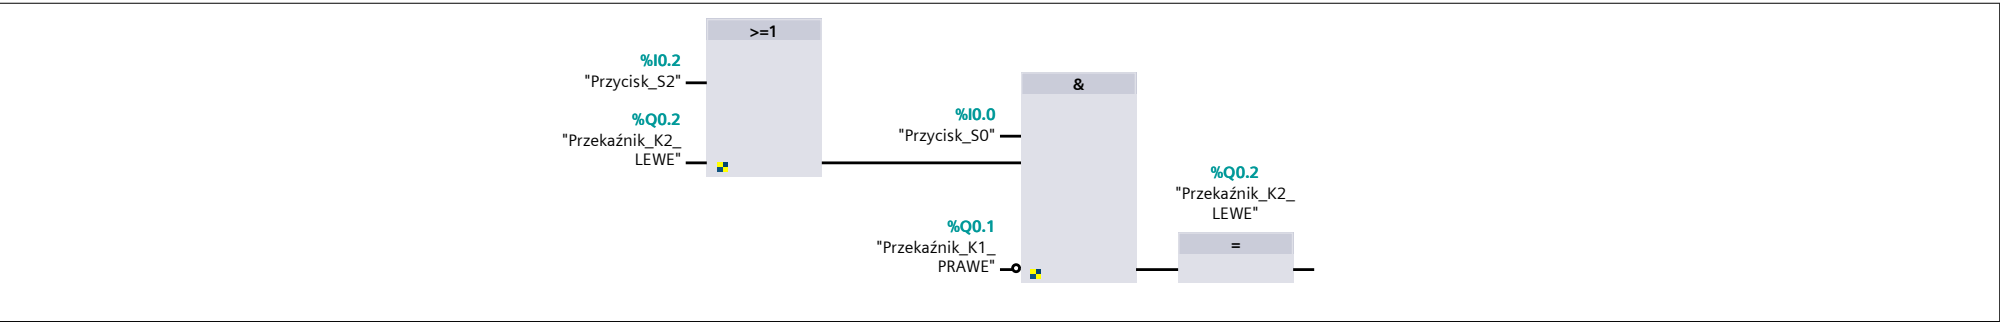 >=1
%I0.2
"Przycisk_S2"
%Q0.2
"Przekaźnik_K2_
LEWE"
&
%I0.0
"Przycisk_S0"
%Q0.1
"Przekaźnik_K1_
PRAWE"
%Q0.2
"Przekaźnik_K2_
LEWE"
=